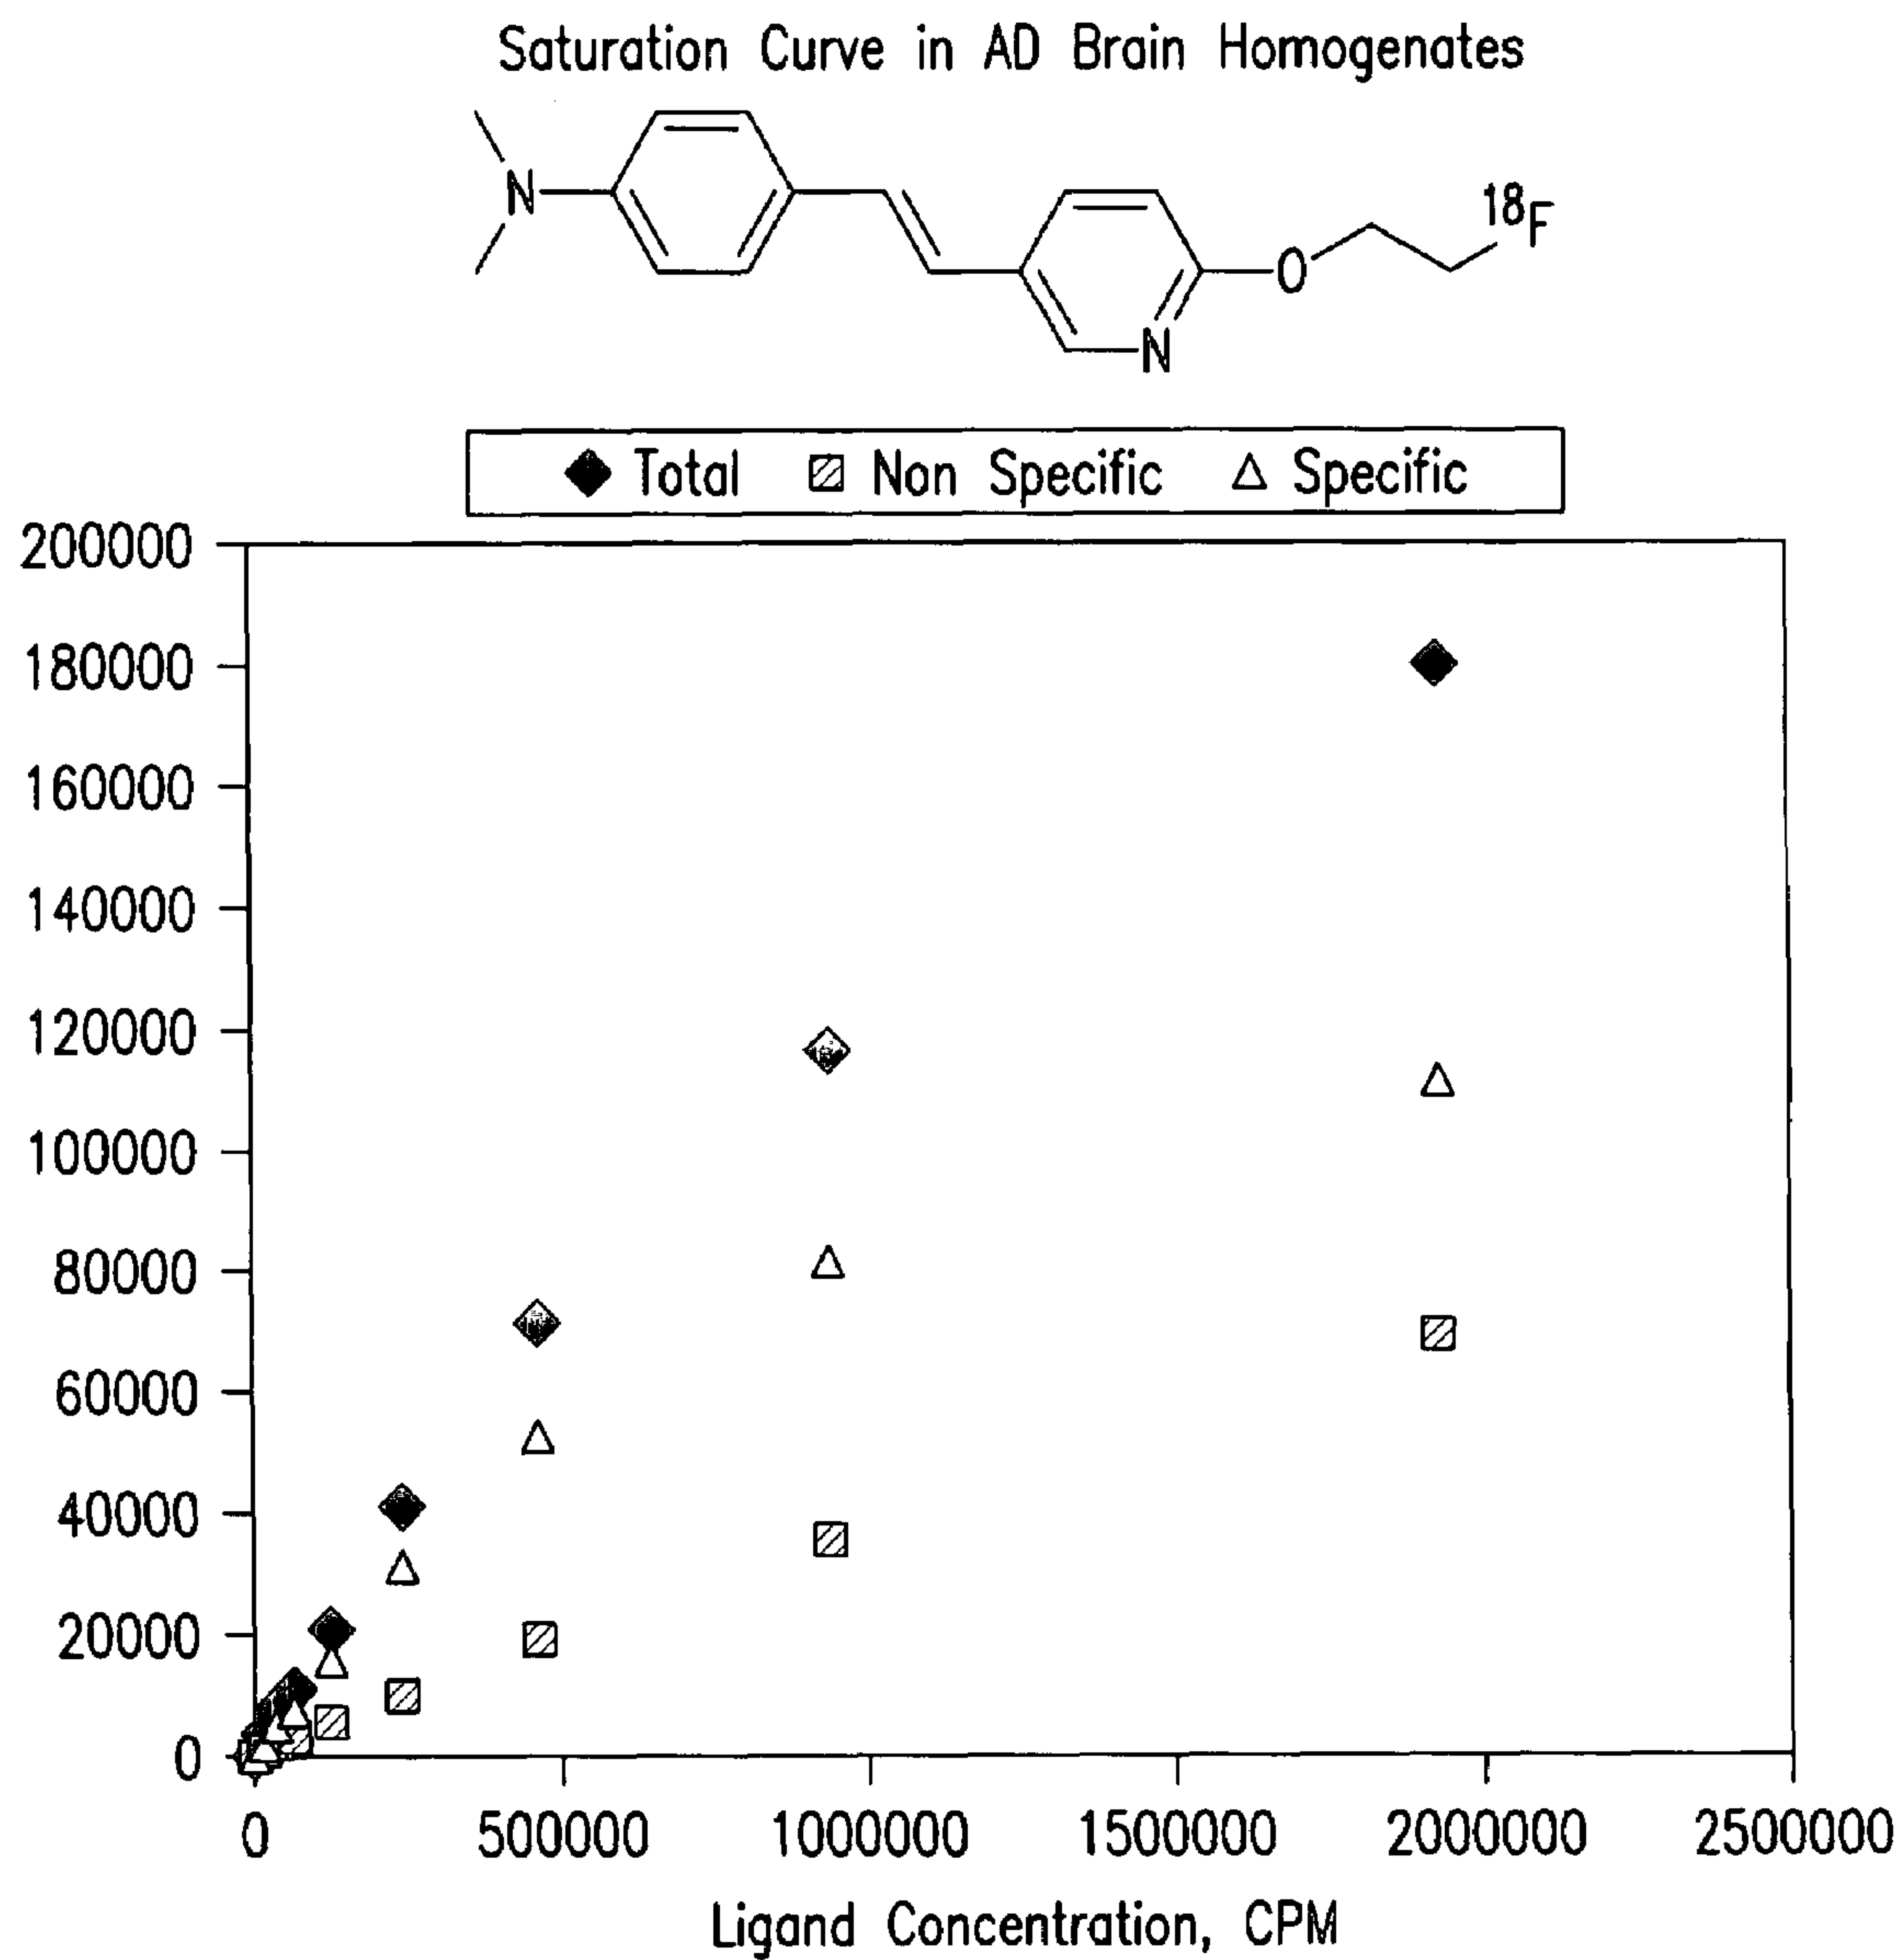 Saturation Curve in AD Brain Homogenates
N
18F
O
N
Total Non Specific Specific
200000
180000
160000
140000
120000
100000
80000
60000
40000
20000
0
0 500000 1000000 1500000 2000000 2500000
Ligand Concentration, CPM